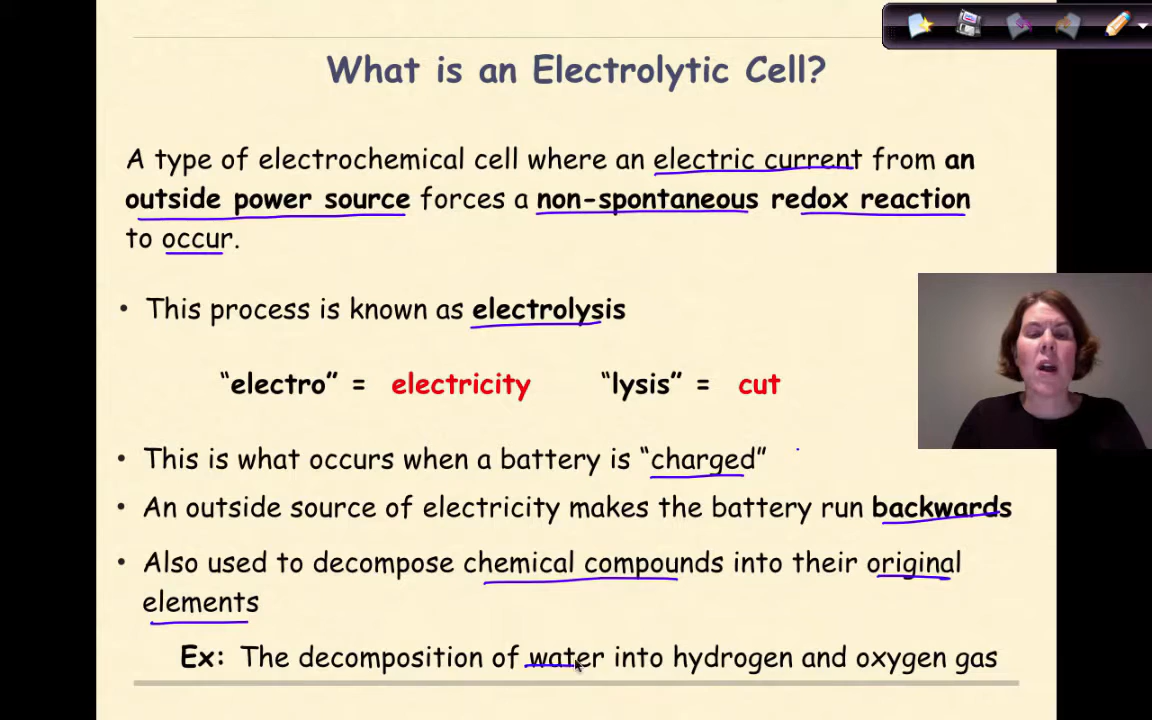 What is an Electrolytic Cell?
A type of electrochemical cell where an electric current from an
outside power source forces a non-spontaneous redox reaction
to occur.
• This process is known as electrolysis
“electro” = electricity “lysis” = cut
• This is what occurs when a battery is “charged”
• An outside source of electricity makes the battery run backwards
• Also used to decompose chemical compounds into their original
elements
Ex: The decomposition of water into hydrogen and oxygen gas